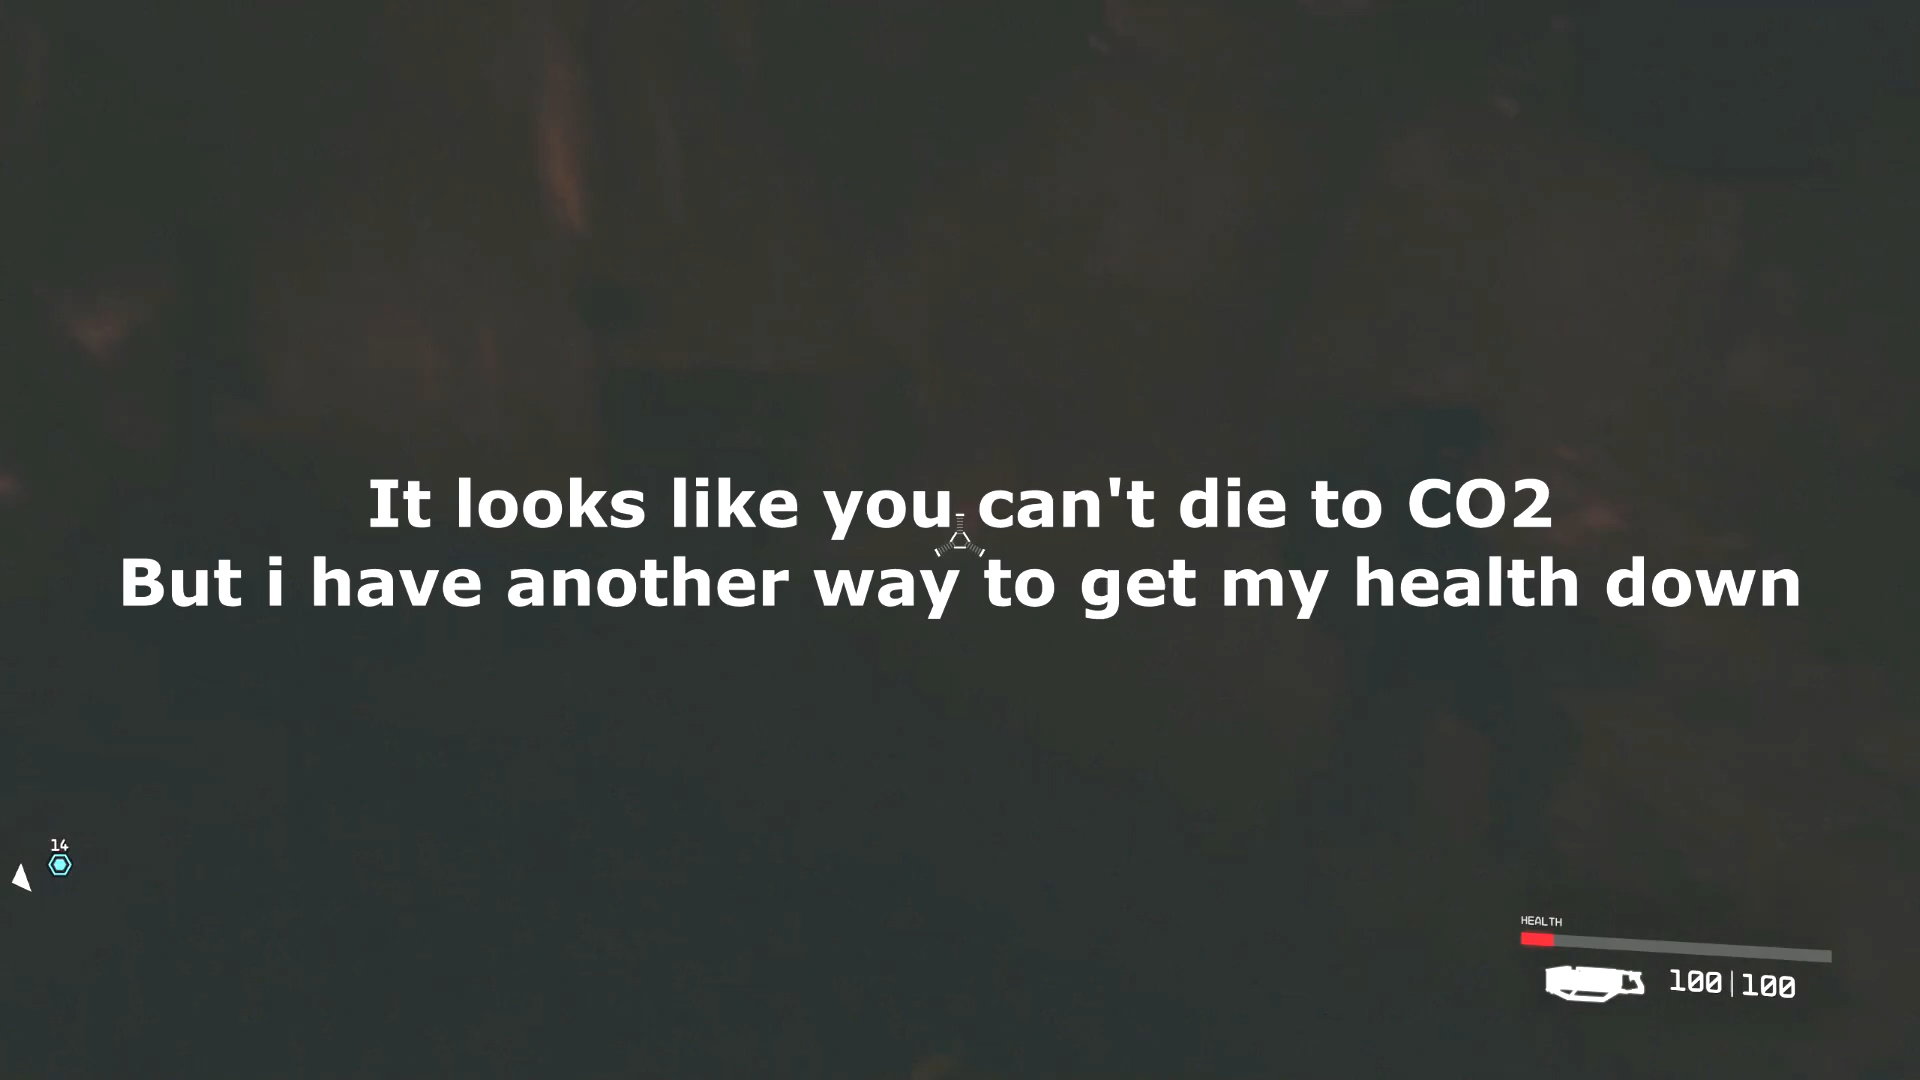 It looks like you can't die to CO2
But i have another way to get my health down
14
HEALTH
100|100